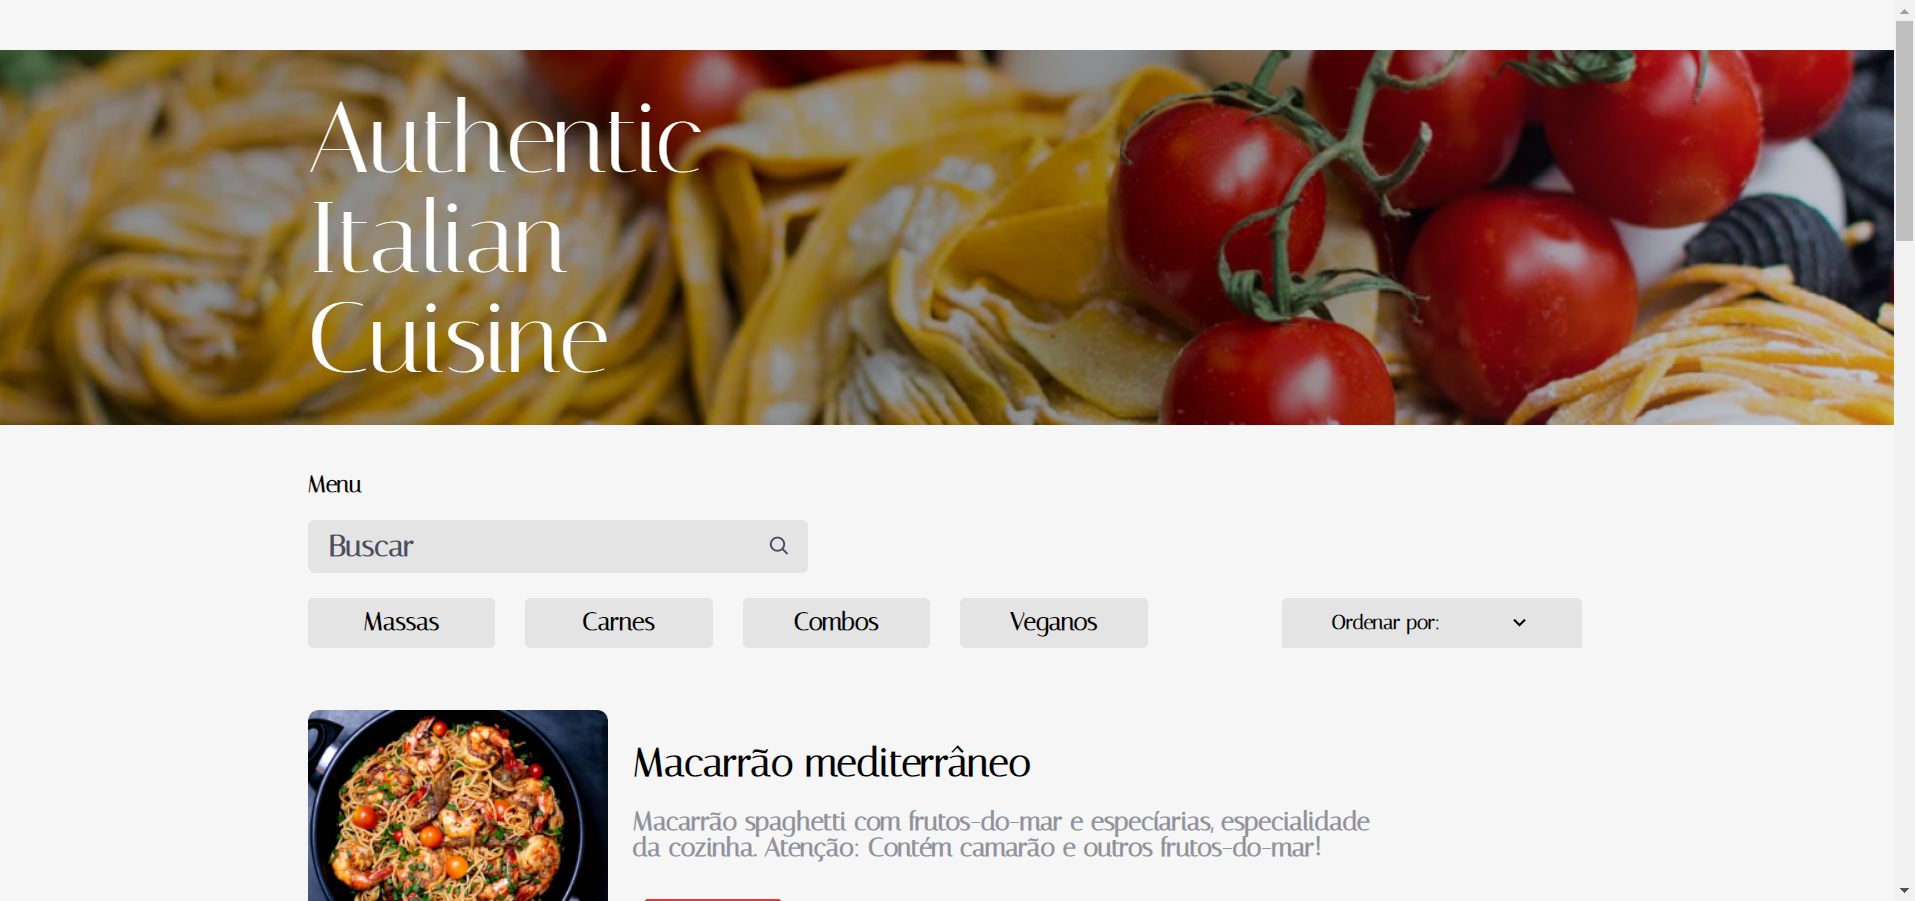 Authentic
Italian
Cuisine
Menu
Buscar
Massas
Carnes
Combos
Veganos
Ordenar por:
Macarrão mediterrâneo
Macarrão spaghetti com frutos-do-mar e especíarias, especialidade
da cozinha. Atenção: Contém camarão e outros frutos-do-mar!